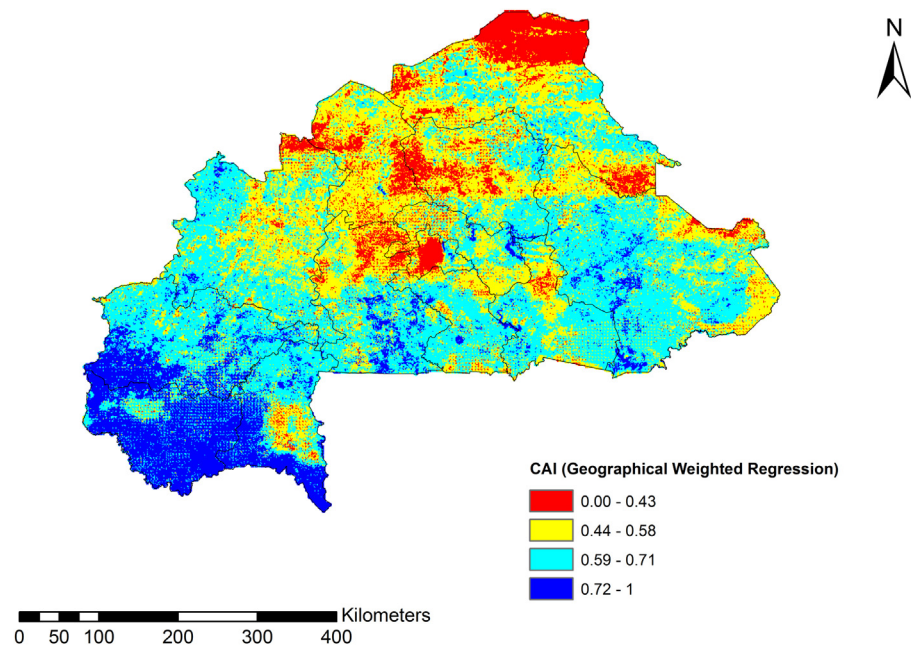 N
CAI (Geographical Weighted Regression)
0.00 - 0.43
0.44 - 0.58
0.59 - 0.71
0.72 - 1
Kilometers
0 50 100 200 300 400